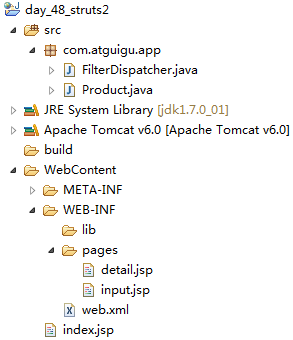 day_48_struts2
src
com.atguigu.app
FilterDispatcher.java
Product.java
JRE System Library [jdk1.7.0_01]
Apache Tomcat v6.0 [Apache Tomcat v6.0]
build
WebContent
META-INF
WEB-INF
lib
pages
detail.jsp
input.jsp
web.xml
index.jsp